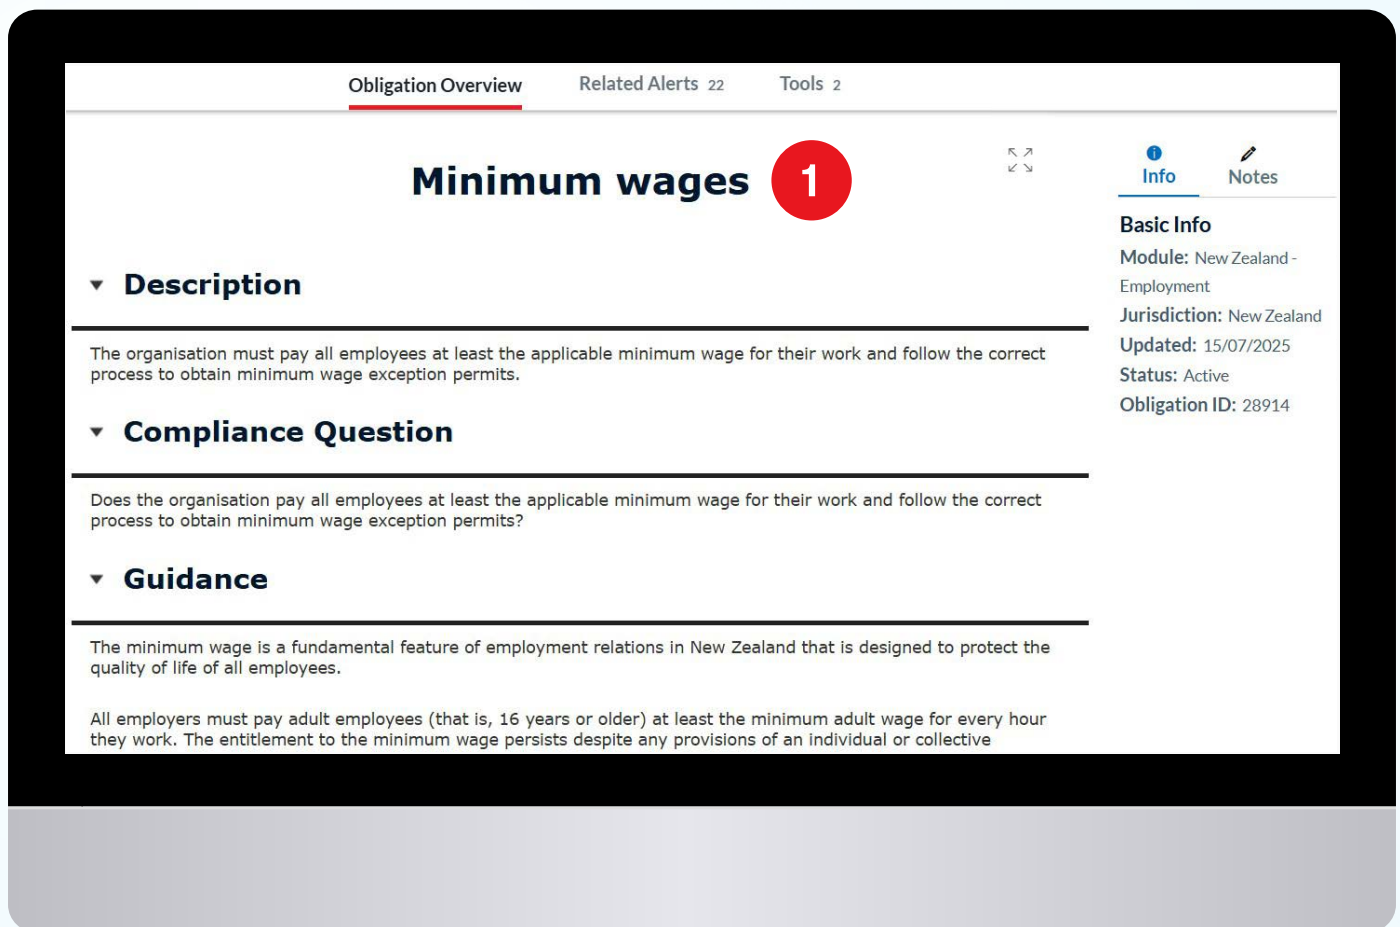 Obligation Overview Related Alerts 22 Tools 2
Minimum wages 1
Description
The organisation must pay all employees at least the applicable minimum wage for their work and follow the correct
process to obtain minimum wage exception permits.
Compliance Question
Does the organisation pay all employees at least the applicable minimum wage for their work and follow the correct
process to obtain minimum wage exception permits?
Guidance
The minimum wage is a fundamental feature of employment relations in New Zealand that is designed to protect the
quality of life of all employees.
All employers must pay adult employees (that is, 16 years or older) at least the minimum adult wage for every hour
they work. The entitlement to the minimum wage persists despite any provisions of an individual or collective
Info Notes
Basic Info
Module: New Zealand -
Employment
Jurisdiction: New Zealand
Updated: 15/07/2025
Status: Active
Obligation ID: 28914